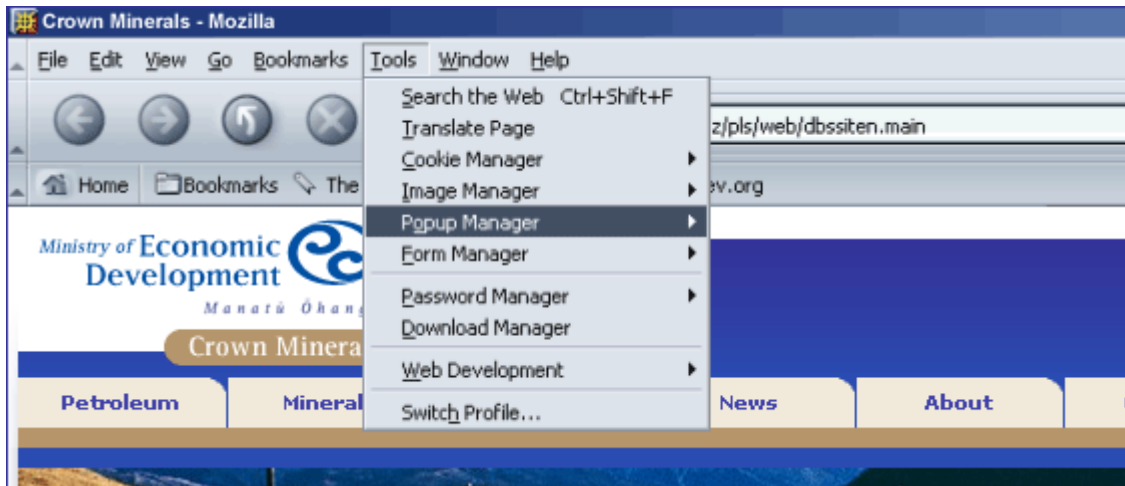 Crown Minerals - Mozilla
File Edit View Go Bookmarks Tools Window Help
Search the Web Ctrl+Shift+F
Translate Page
z/pls/web/dbssiten.main
Cookie Manager
Home Bookmarks The
Image Manager
ev.org
Popup Manager
Form Manager
Password Manager
Download Manager
Web Development
Switch Profile...
Ministry of Economic
Development
Manatū Ōhan
Crown Minera
Petroleum Mineral News About